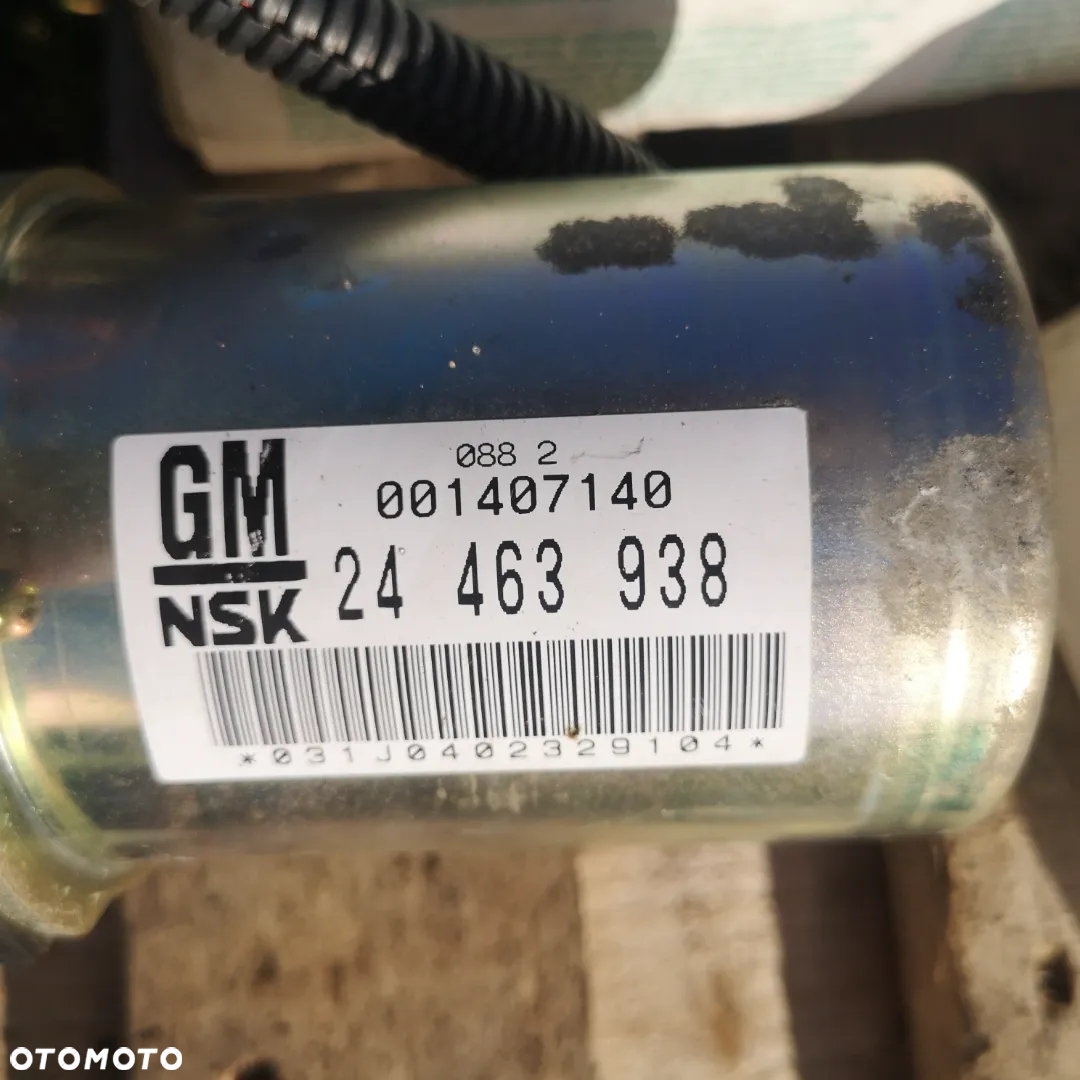 088 2
001407140
GM
24 463 938
NSK
*031J0402329104*
OTOMOTO